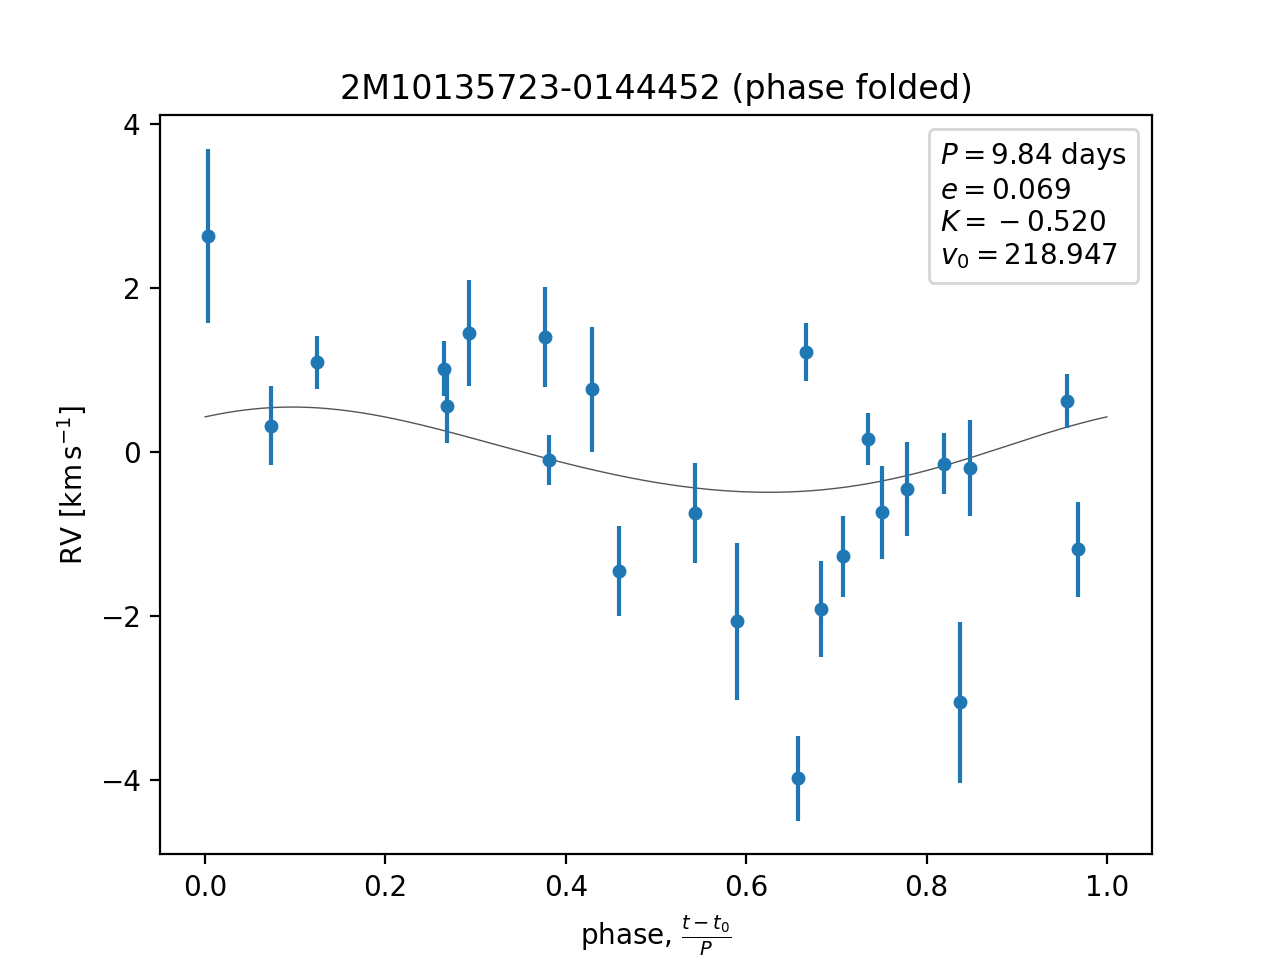 2M10135723-0144452 (phase folded)
P = 9.84 days
e = 0.069
K = −0.520
v₀ = 218.947
4
2
0
−2
−4
RV [km s⁻¹]
0.0 0.2 0.4 0.6 0.8 1.0
phase, (t − t₀)/P